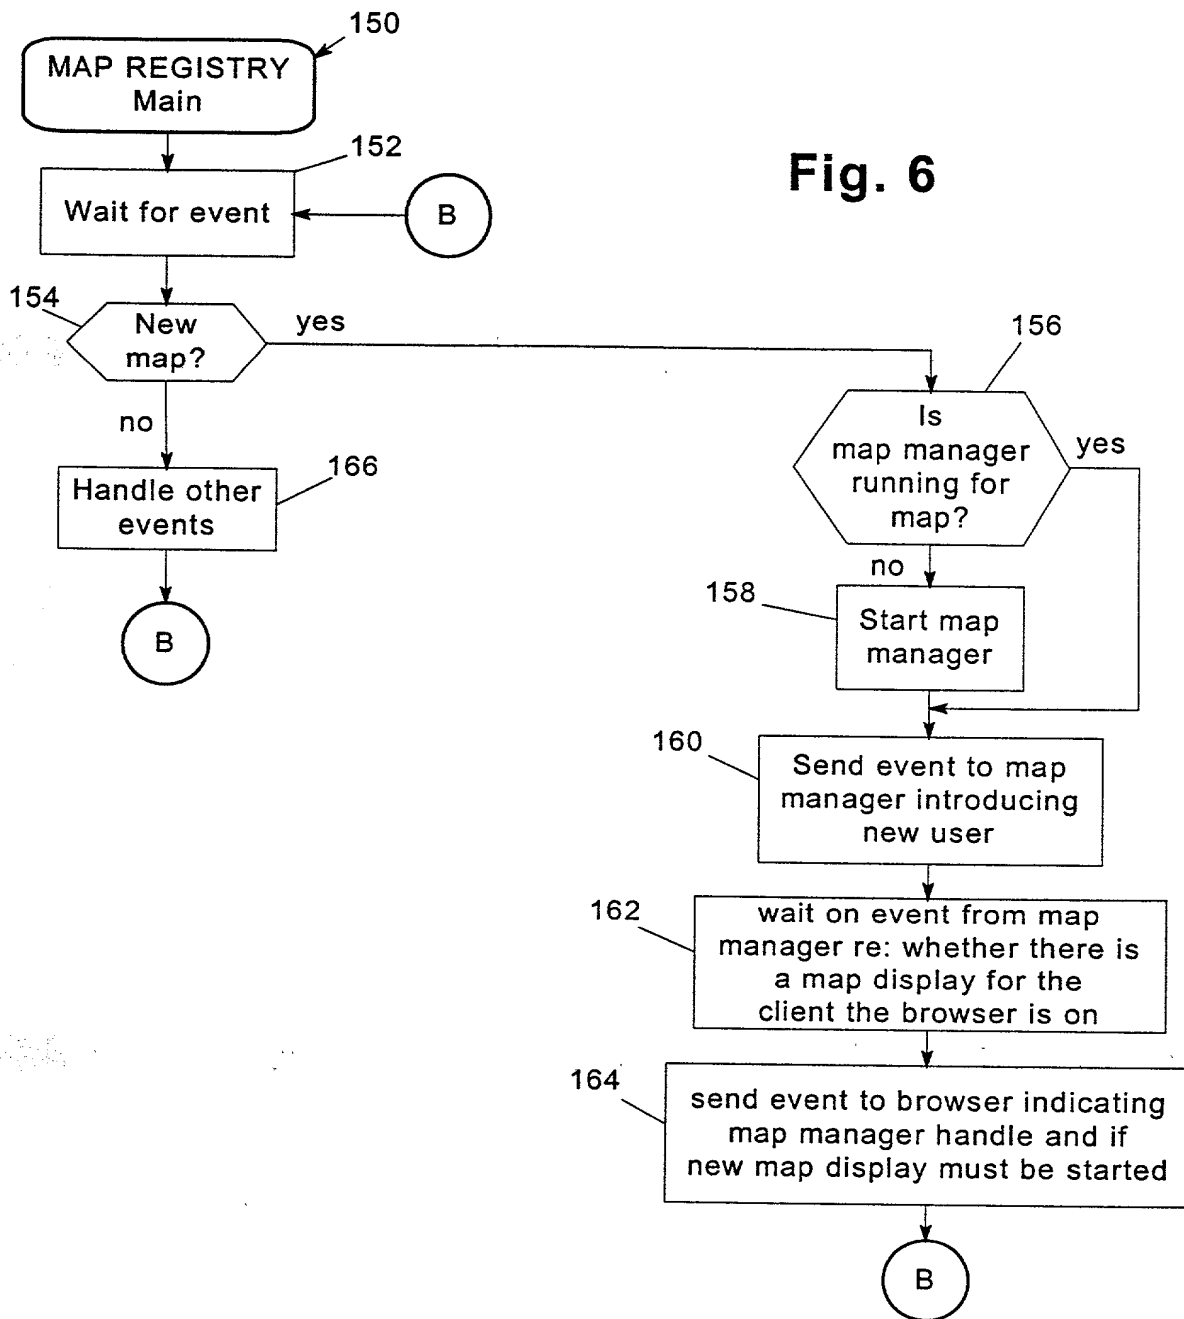 150
MAP REGISTRY
Main
152
Wait for event
B
Fig. 6
154
New
map?
yes
no
166
Handle other
events
B
156
Is
map manager
running for
map?
yes
no
158
Start map
manager
160
Send event to map
manager introducing
new user
162
wait on event from map
manager re: whether there is
a map display for the
client the browser is on
164
send event to browser indicating
map manager handle and if
new map display must be started
B